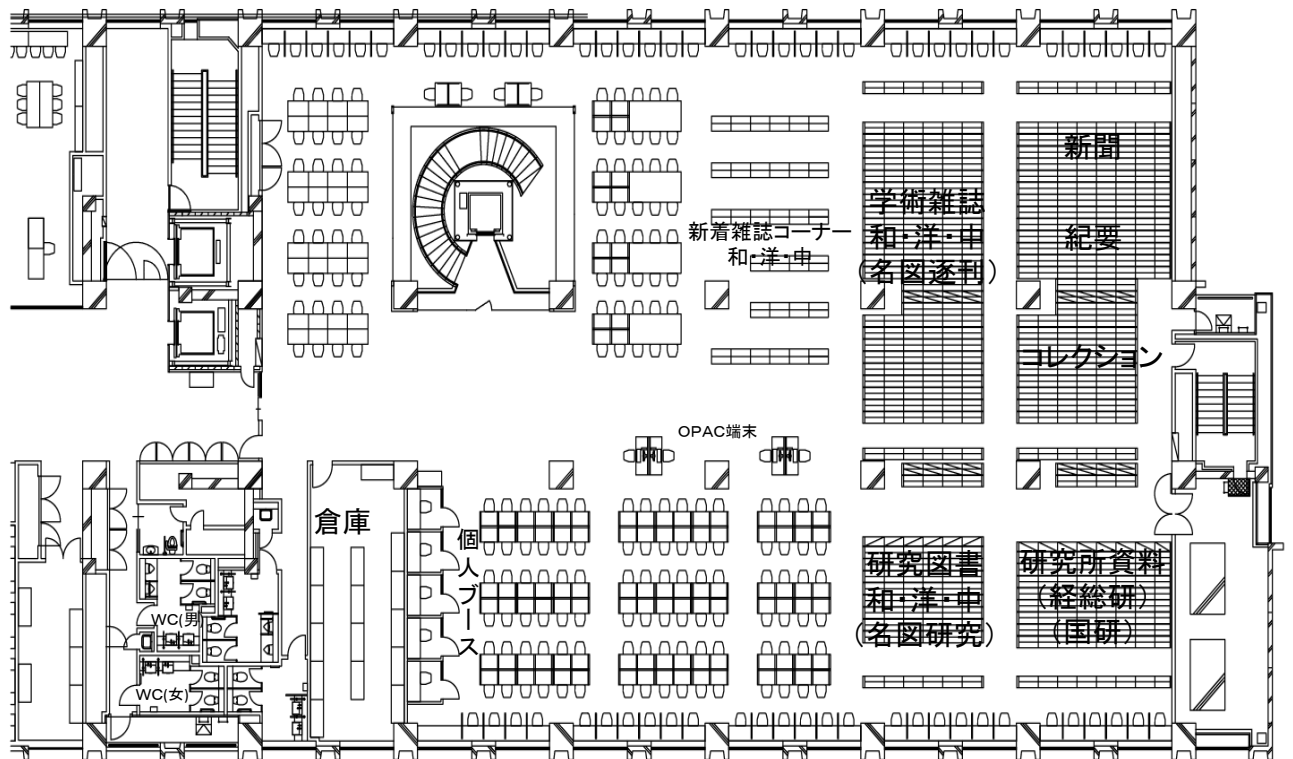 新聞
学術雑誌
和・洋・中
(名図逐刊)
紀要
新着雑誌コーナー
和・洋・中
コレクション
OPAC端末
倉庫
個人ブース
研究図書
和・洋・中
(名図研究)
研究所資料
(経総研)
(国研)
WC(男)
WC(女)